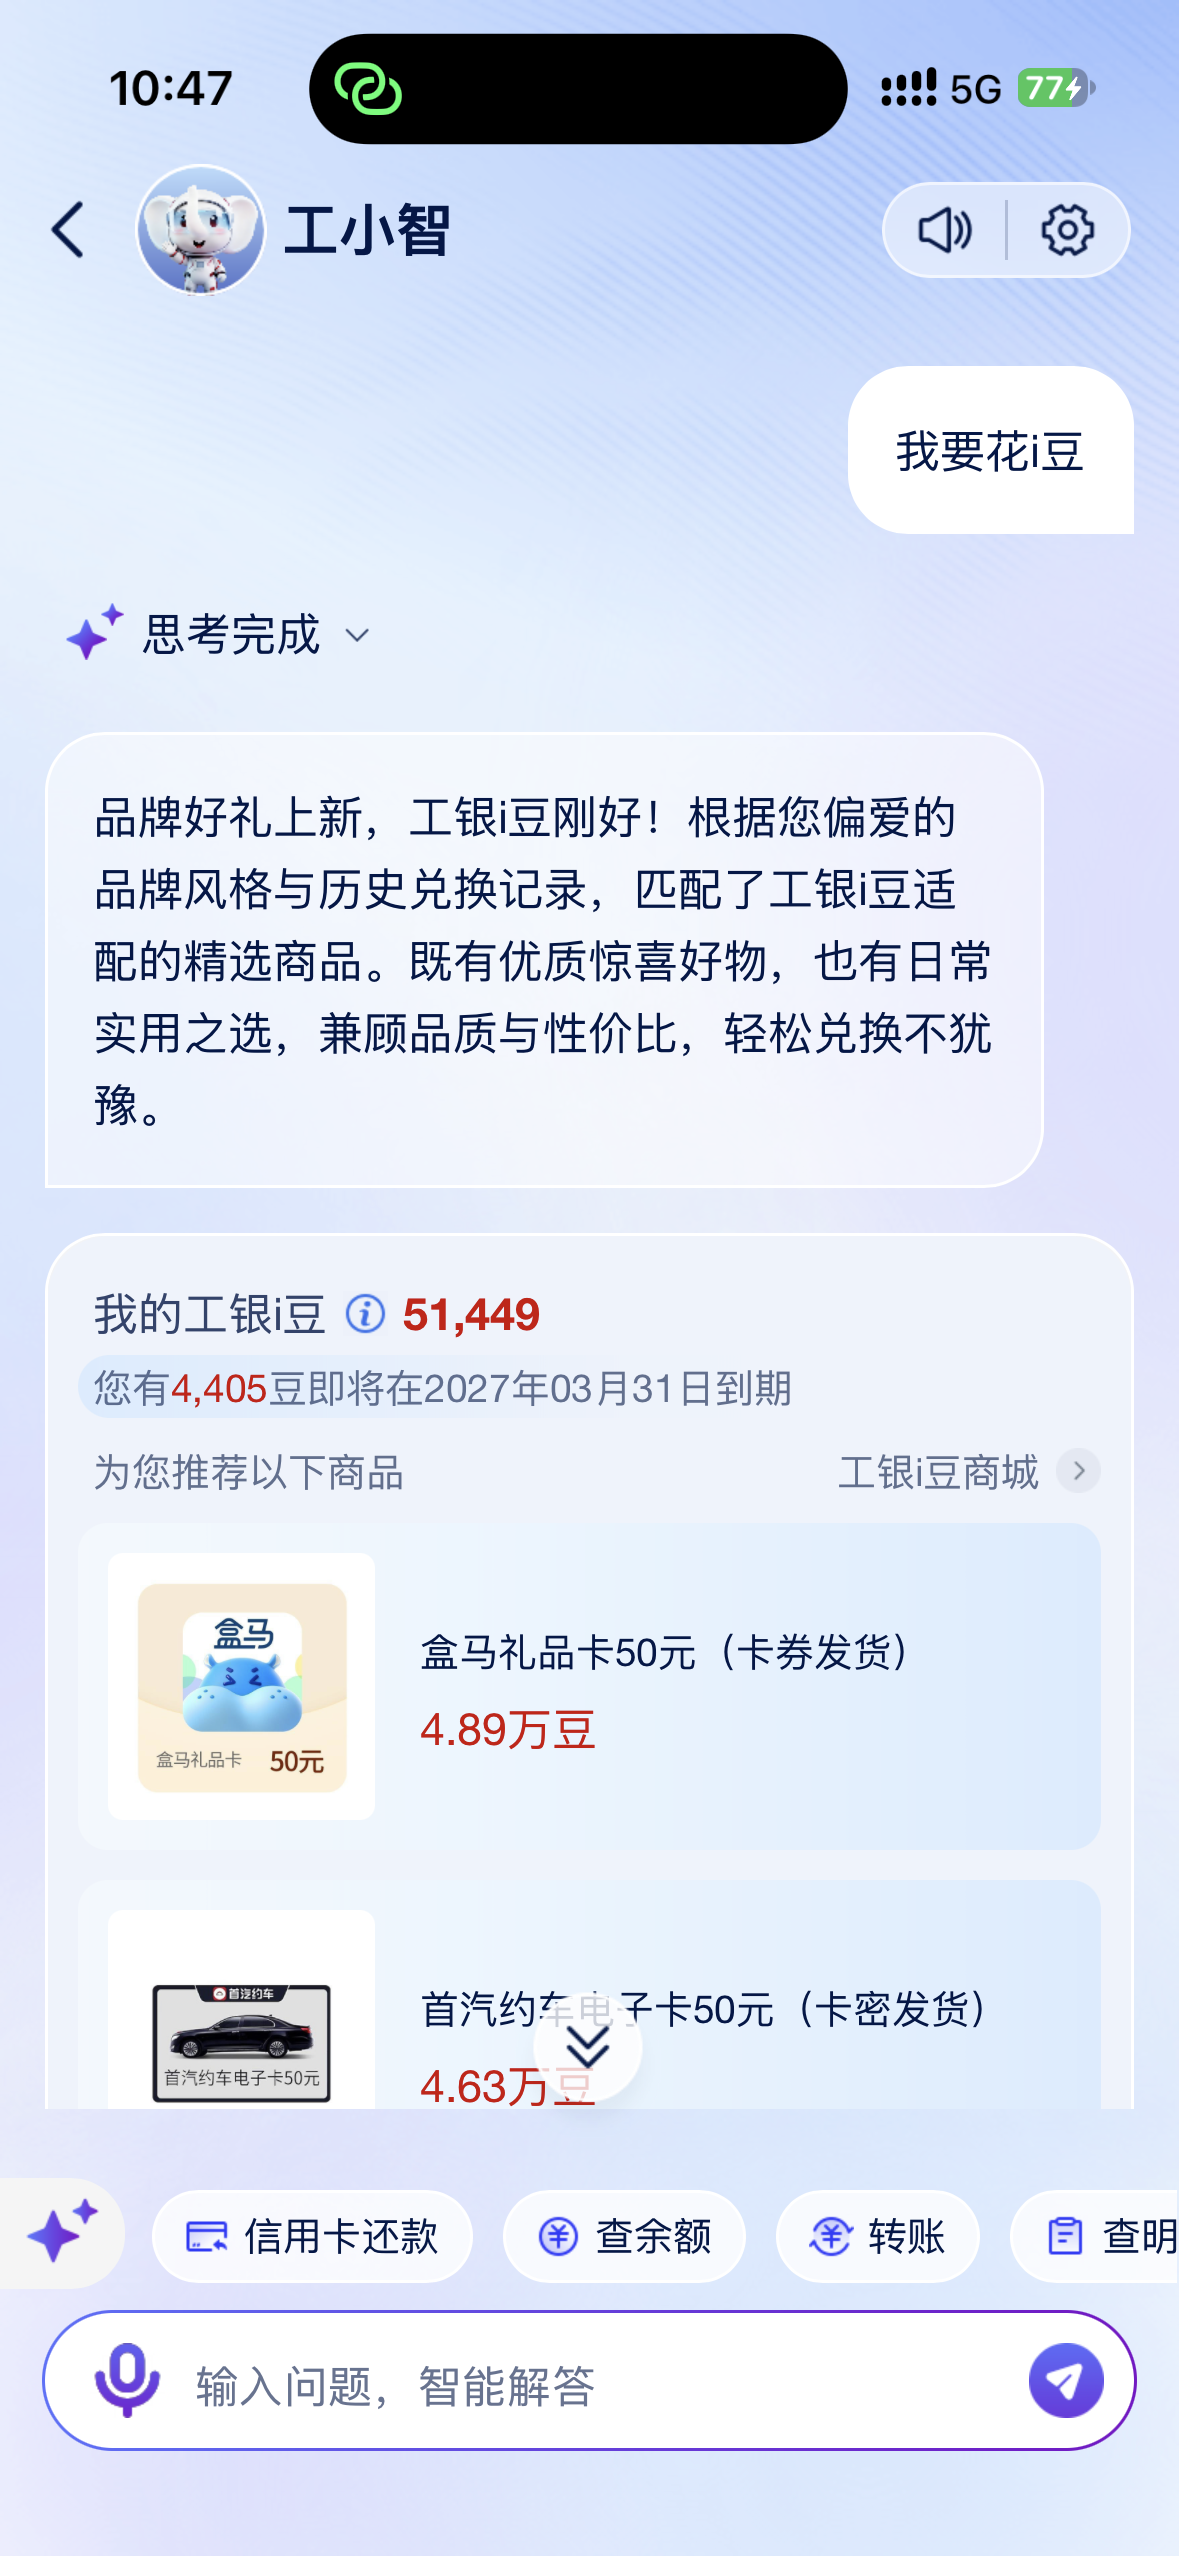 10:47
5G
77
工小智
我要花i豆
思考完成
品牌好礼上新，工银i豆刚好！根据您偏爱的
品牌风格与历史兑换记录，匹配了工银i豆适
配的精选商品。既有优质惊喜好物，也有日常
实用之选，兼顾品质与性价比，轻松兑换不犹
豫。
我的工银i豆 51,449
您有4,405豆即将在2027年03月31日到期
为您推荐以下商品
工银i豆商城
盒马
盒马礼品卡 50元
盒马礼品卡50元（卡券发货）
4.89万豆
首汽约车
首汽约车电子卡50元
首汽约车电子卡50元（卡密发货）
4.63万豆
信用卡还款
查余额
转账
查明
输入问题，智能解答